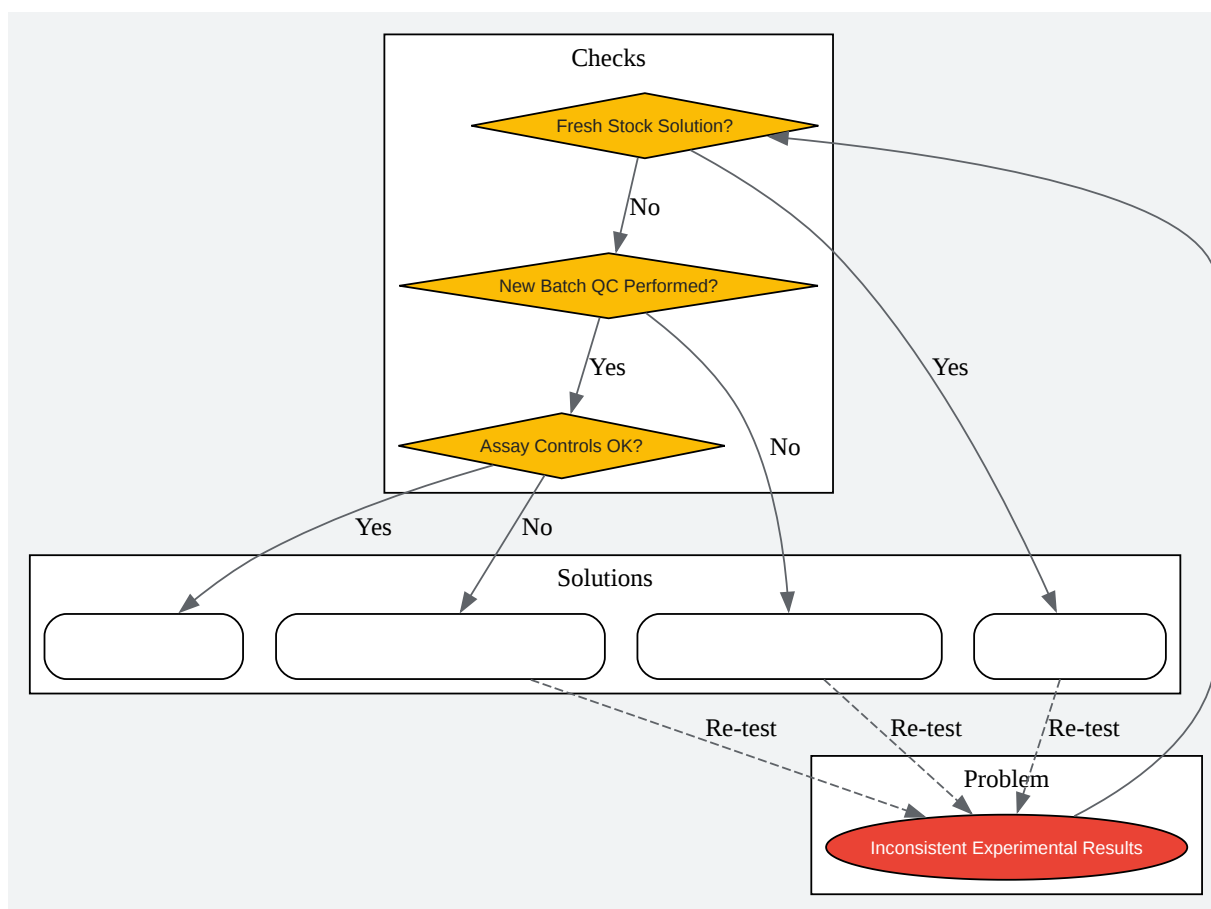 Checks
Fresh Stock Solution?
No
New Batch QC Performed?
Yes
Yes
Assay Controls OK?
No
Yes
No
Solutions
Re-test
Re-test
Re-test
Problem
Inconsistent Experimental Results